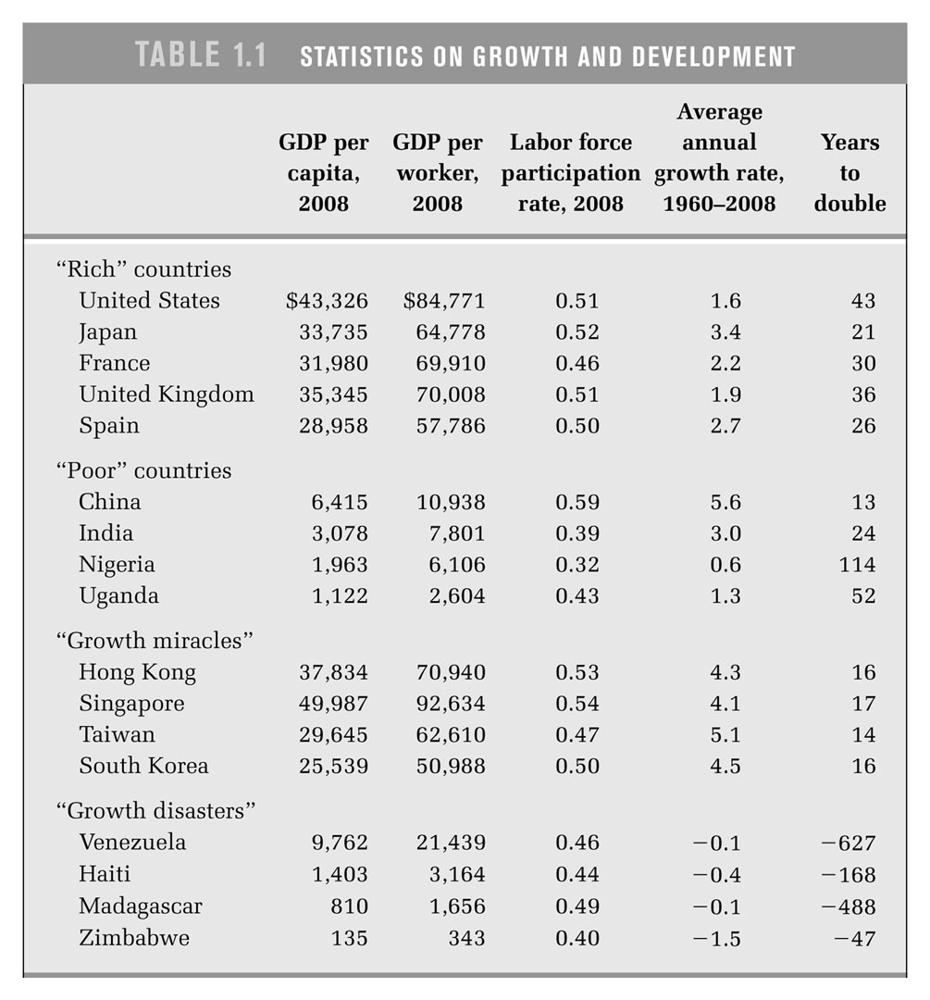 TABLE 1.1 STATISTICS ON GROWTH AND DEVELOPMENT
Average
GDP per GDP per Labor force annual Years
capita, worker, participation growth rate, to
2008 2008 rate, 2008 1960–2008 double
“Rich” countries
United States $43,326 $84,771 0.51 1.6 43
Japan 33,735 64,778 0.52 3.4 21
France 31,980 69,910 0.46 2.2 30
United Kingdom 35,345 70,008 0.51 1.9 36
Spain 28,958 57,786 0.50 2.7 26
“Poor” countries
China 6,415 10,938 0.59 5.6 13
India 3,078 7,801 0.39 3.0 24
Nigeria 1,963 6,106 0.32 0.6 114
Uganda 1,122 2,604 0.43 1.3 52
“Growth miracles”
Hong Kong 37,834 70,940 0.53 4.3 16
Singapore 49,987 92,634 0.54 4.1 17
Taiwan 29,645 62,610 0.47 5.1 14
South Korea 25,539 50,988 0.50 4.5 16
“Growth disasters”
Venezuela 9,762 21,439 0.46 −0.1 −627
Haiti 1,403 3,164 0.44 −0.4 −168
Madagascar 810 1,656 0.49 −0.1 −488
Zimbabwe 135 343 0.40 −1.5 −47